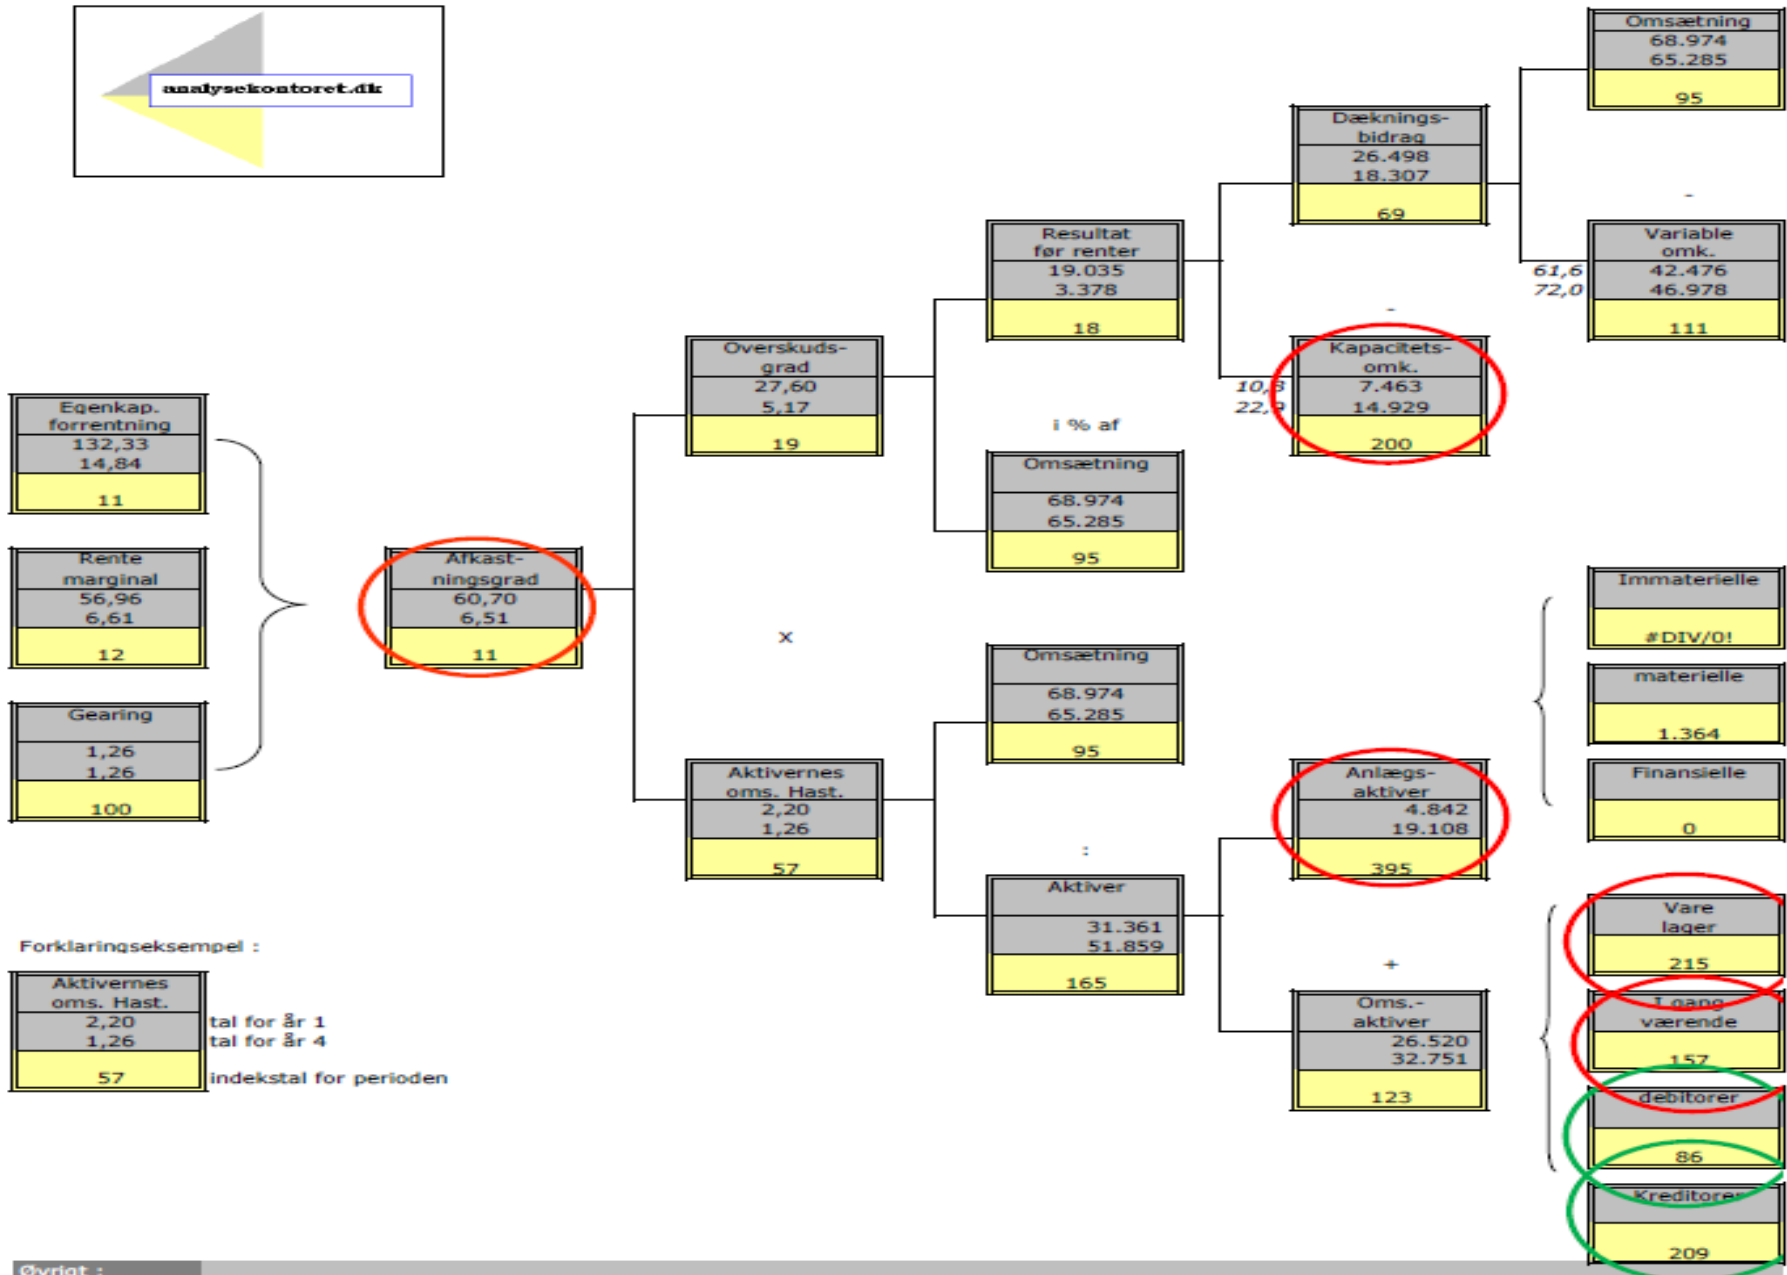 analysekontoret.dk
Omsætning
68.974
65.285
95
Dæknings-
bidrag
26.498
18.307
69
-
Resultat
før renter
19.035
3.378
18
Variable
omk.
61,6 42.476
72,0 46.978
111
-
Overskuds-
grad
27,60
5,17
19
Kapacitets-
omk.
10,8 7.463
22,9 14.929
200
Egenkap.
forrentning
132,33
14,84
11
i % af
Omsætning
68.974
65.285
95
Rente
marginal
56,96
6,61
12
Afkast-
ningsgrad
60,70
6,51
11
x
Immaterielle
#DIV/0!
Omsætning
68.974
65.285
95
materielle
1.364
Gearing
1,26
1,26
100
Aktivernes
oms. Hast.
2,20
1,26
57
:
Anlægs-
aktiver
4.842
19.108
395
Finansielle
0
Aktiver
31.361
51.859
165
+
Vare
lager
215
Forklaringseksempel :
Aktivernes
oms. Hast.
2,20 tal for år 1
1,26 tal for år 4
57 indekstal for perioden
Oms.-
aktiver
26.520
32.751
123
I gang
værende
157
debitorer
86
Kreditorer
209
Øvrigt :